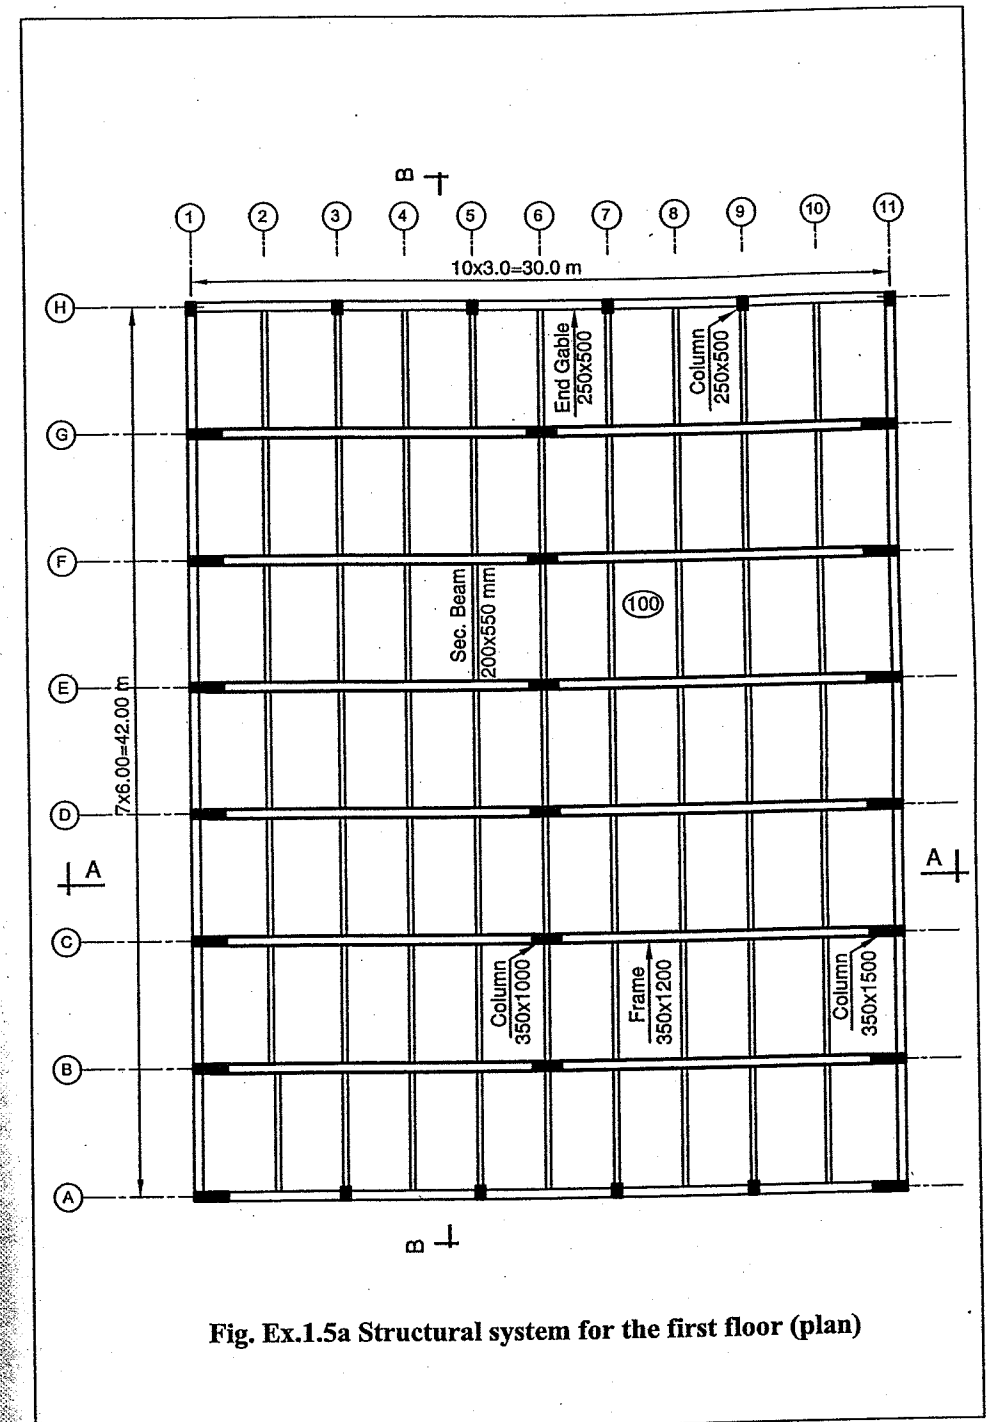 B
1
2
3
4
5
6
7
8
9
10
11
10x3.0=30.0 m
H
End Gable
250x500
Column
250x500
G
F
Sec. Beam
200x550 mm
100
E
7x6.00=42.00 m
D
A
A
C
Column
350x1000
Frame
350x1200
Column
350x1500
B
A
B
Fig. Ex.1.5a Structural system for the first floor (plan)